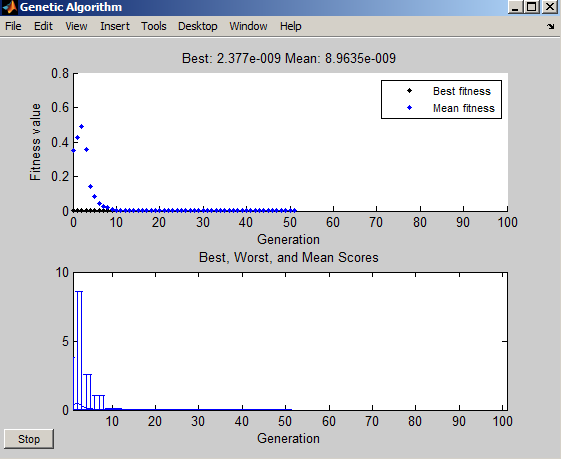 Genetic Algorithm
File Edit View Insert Tools Desktop Window Help
Best: 2.377e-009 Mean: 8.9635e-009
0.8
0.6
0.4
0.2
0
Fitness value
Best fitness
Mean fitness
0 10 20 30 40 50 60 70 80 90 100
Generation
Best, Worst, and Mean Scores
10
5
0
10 20 30 40 50 60 70 80 90 100
Generation
Stop